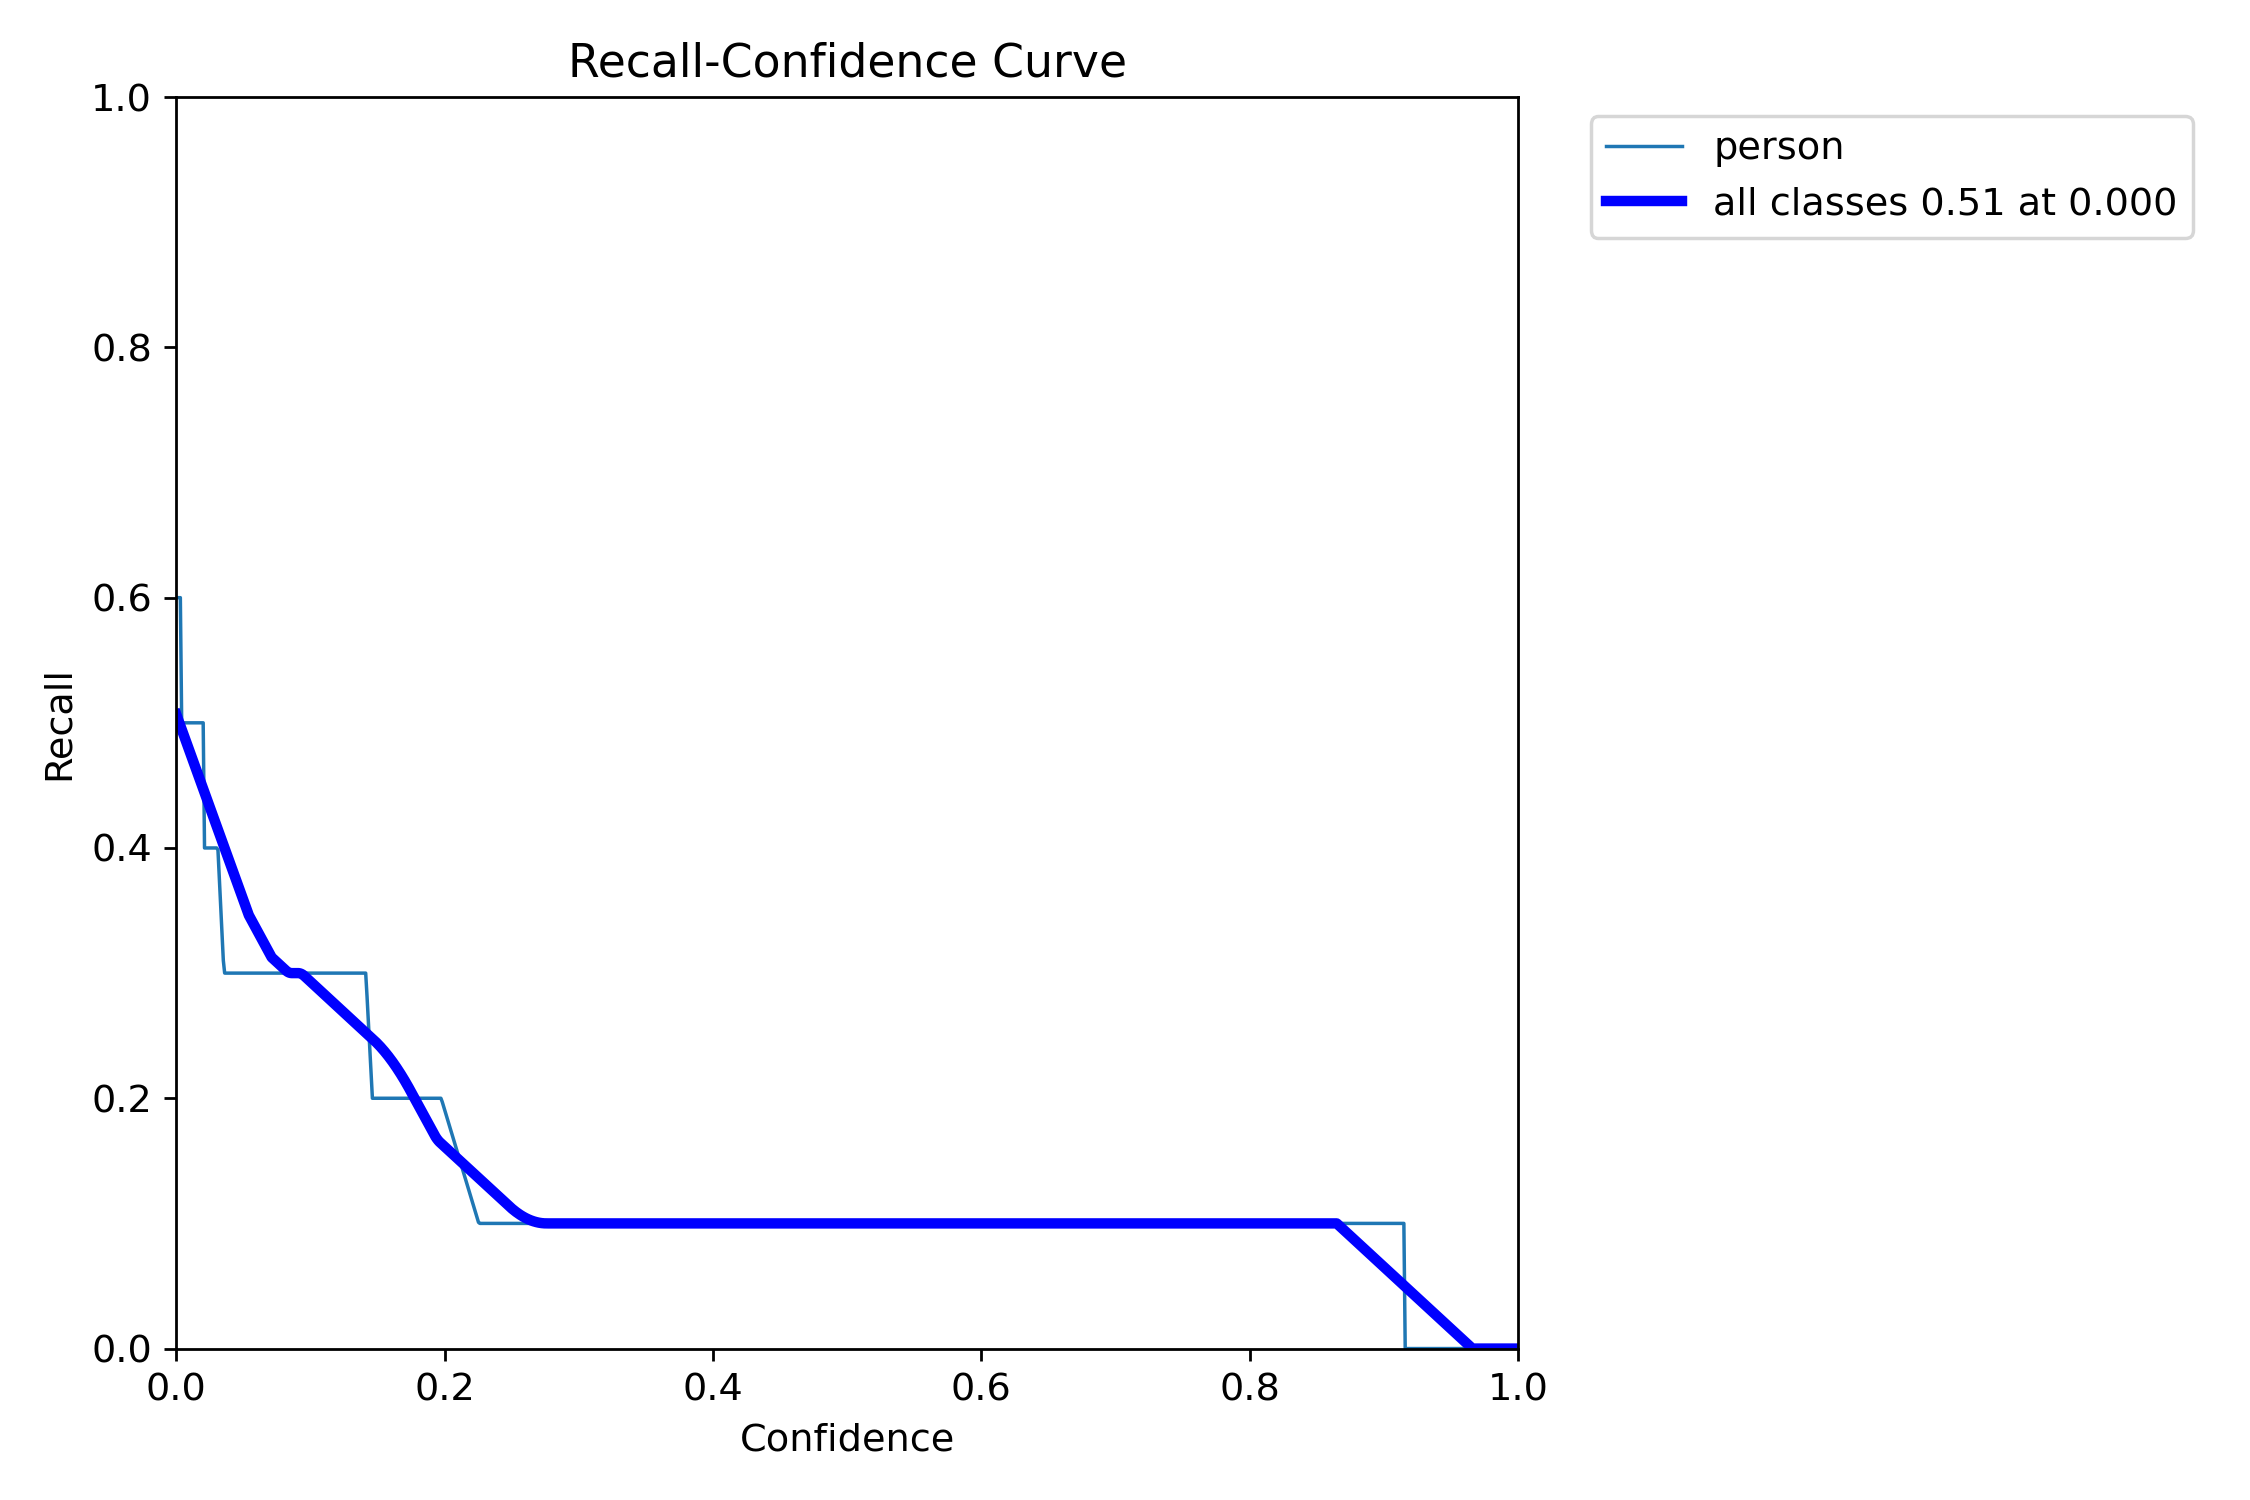 Recall-Confidence Curve
person
all classes 0.51 at 0.000
Recall
1.0
0.8
0.6
0.4
0.2
0.0
0.0 0.2 0.4 0.6 0.8 1.0
Confidence